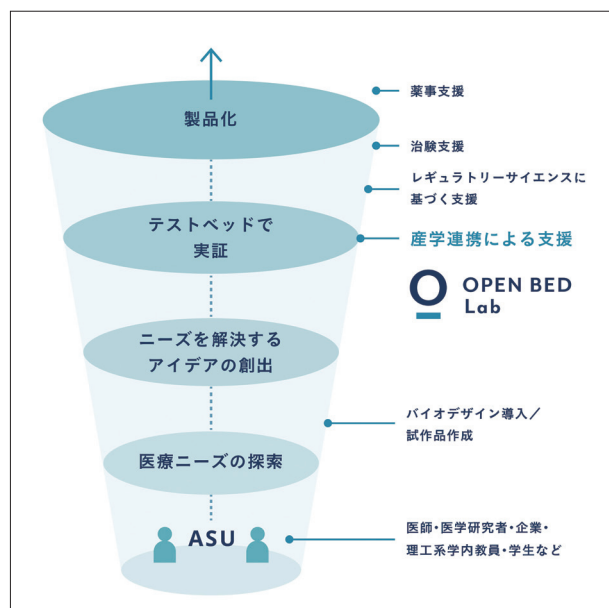 製品化
薬事支援
治験支援
レギュラトリーサイエンスに
基づく支援
テストベッドで
実証
産学連携による支援
OPEN BED
Lab
ニーズを解決する
アイデアの創出
バイオデザイン導入／
試作品作成
医療ニーズの探索
ASU
医師・医学研究者・企業・
理工系学内教員・学生など